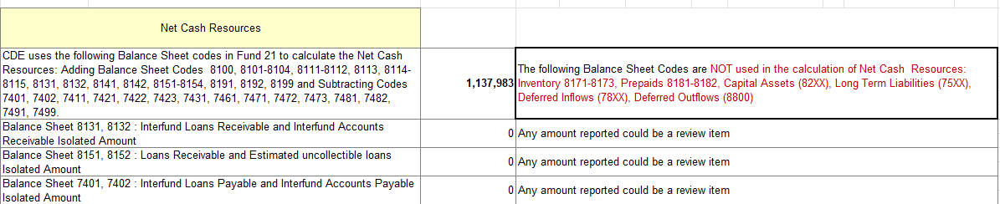 Net Cash Resources
CDE uses the following Balance Sheet codes in Fund 21 to calculate the Net Cash
Resources: Adding Balance Sheet Codes  8100, 8101-8104, 8111-8112, 8113, 8114-
8115, 8131, 8132, 8141, 8142, 8151-8154, 8191, 8192, 8199 and Subtracting Codes
7401, 7402, 7411, 7421, 7422, 7423, 7431, 7461, 7471, 7472, 7473, 7481, 7482,
7491, 7499.
1,137,983
The following Balance Sheet Codes are NOT used in the calculation of Net Cash  Resources:
Inventory 8171-8173, Prepaids 8181-8182, Capital Assets (82XX), Long Term Liabilities (75XX),
Deferred Inflows (78XX), Deferred Outflows (8800)
Balance Sheet 8131, 8132 : Interfund Loans Receivable and Interfund Accounts
Receivable Isolated Amount
0
Any amount reported could be a review item
Balance Sheet 8151, 8152 : Loans Receivable and Estimated uncollectible loans
Isolated Amount
0
Any amount reported could be a review item
Balance Sheet 7401, 7402 : Interfund Loans Payable and Interfund Accounts Payable
Isolated Amount
0
Any amount reported could be a review item